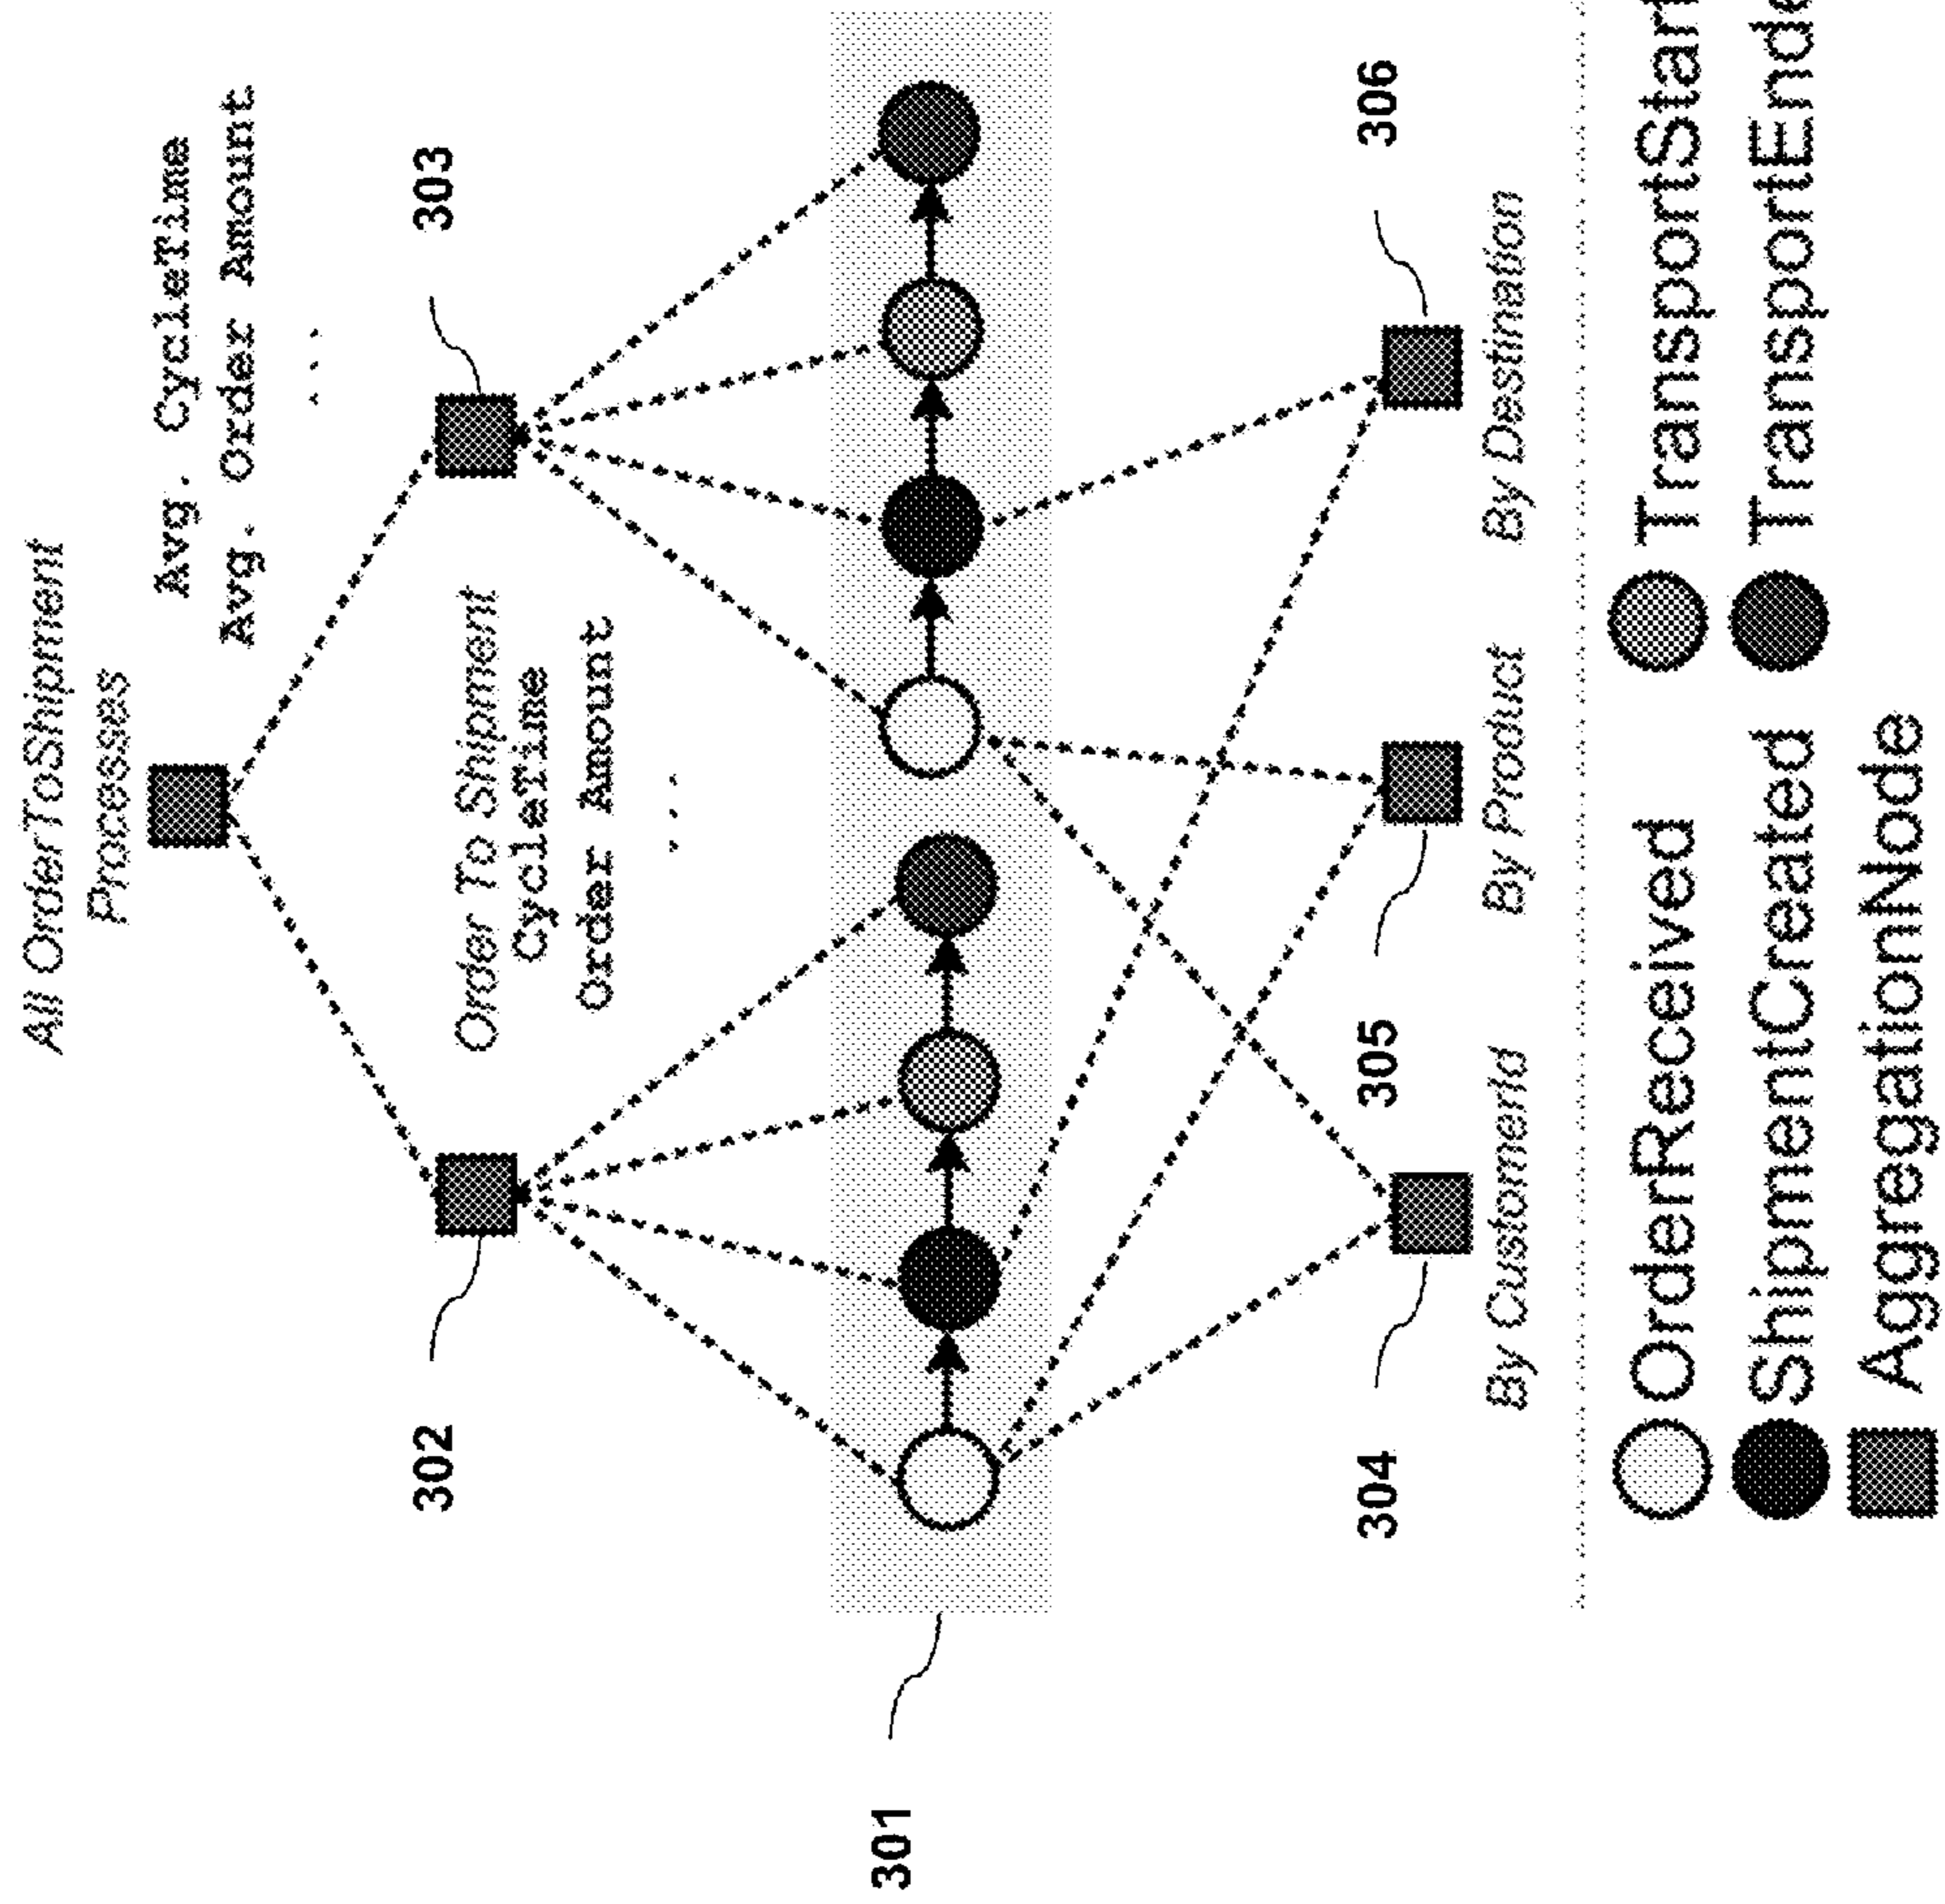 All OrderToShipment
Processes
Avg. CycleTime
Avg. Order Amount
...
302
303
Order To Shipment
CycleTime
Order Amount
...
301
304
305
306
By CustomerId
By Product
By Destination
OrderReceived
TransportStar
ShipmentCreated
TransportEnde
AggregationNode